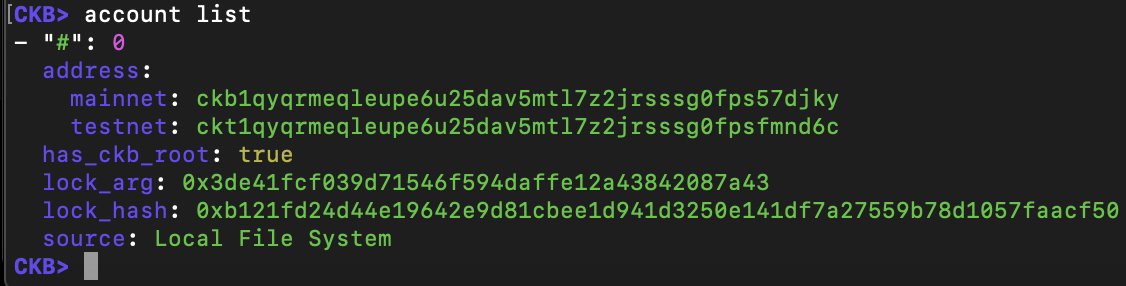 [CKB> account list
- "#": 0
address:
mainnet: ckb1qyqrmeqleupe6u25dav5mtl7z2jrsssg0fps57djky
testnet: ckt1qyqrmeqleupe6u25dav5mtl7z2jrsssg0fpsfmnd6c
has_ckb_root: true
lock_arg: 0x3de41fcf039d71546f594daffe12a43842087a43
lock_hash: 0xb121fd24d44e19642e9d81cbee1d941d3250e141df7a27559b78d1057faacf50
source: Local File System
CKB>